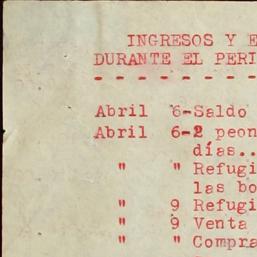 INGRESOS Y E
DURANTE EL PERI
- - - - - - - - -
Abril 6-Saldo
Abril 6-2 peon
días..
" " Refugi
las bo
" 9 Refugi
" 9 Venta
" " Compra